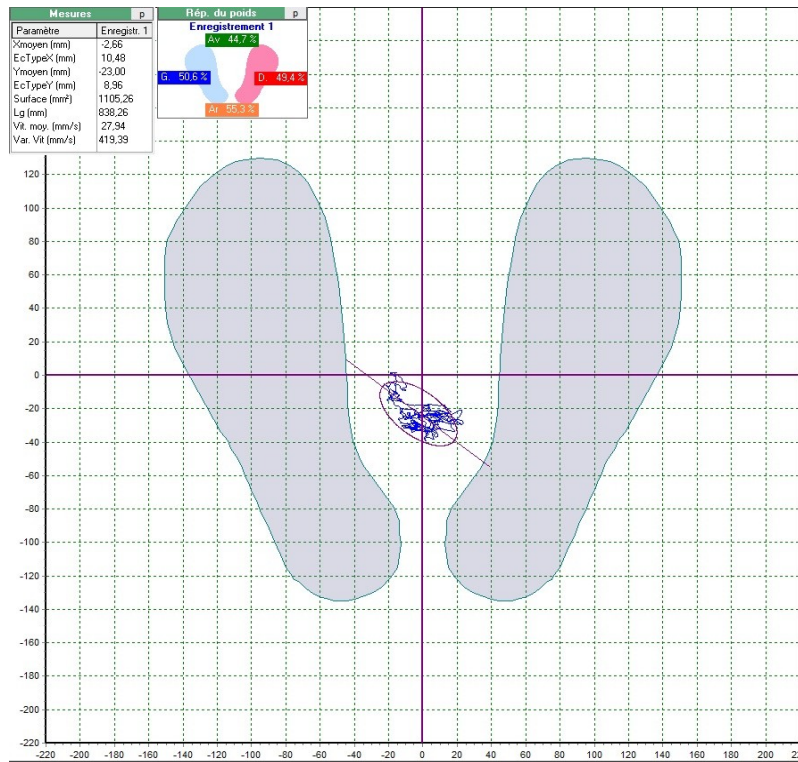 Mesures p
Paramètre Enregistr. 1
Xmoyen (mm) -2,66
EcTypeX (mm) 10,48
Ymoyen (mm) -23,00
EcTypeY (mm) 8,96
Surface (mm²) 1105,26
Lg (mm) 838,26
Vit. moy. (mm/s) 27,94
Var. Vit (mm/s) 419,39
Rép. du poids p
Enregistrement 1
Av 44,7 %
G. 50,6 % D. 49,4 %
Ar 55,3 %
120
100
80
60
40
20
0
-20
-40
-60
-80
-100
-120
-140
-160
-180
-200
-220
-220 -200 -180 -160 -140 -120 -100 -80 -60 -40 -20 0 20 40 60 80 100 120 140 160 180 200 2